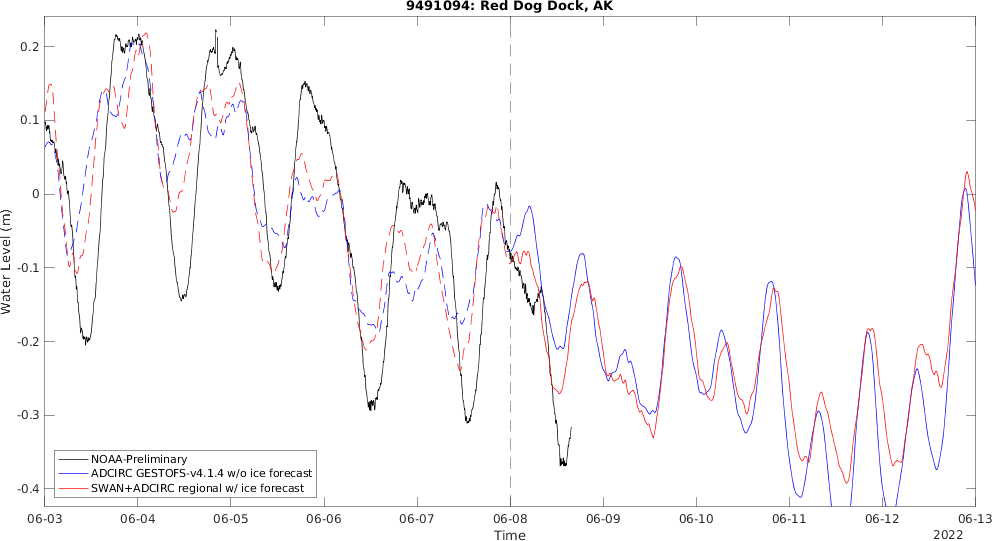 9491094: Red Dog Dock, AK
Water Level (m)
0.2
0.1
0
-0.1
-0.2
-0.3
-0.4
NOAA-Preliminary
ADCIRC GESTOFS-v4.1.4 w/o ice forecast
SWAN+ADCIRC regional w/ ice forecast
06-03 06-04 06-05 06-06 06-07 06-08 06-09 06-10 06-11 06-12 06-13
Time
2022